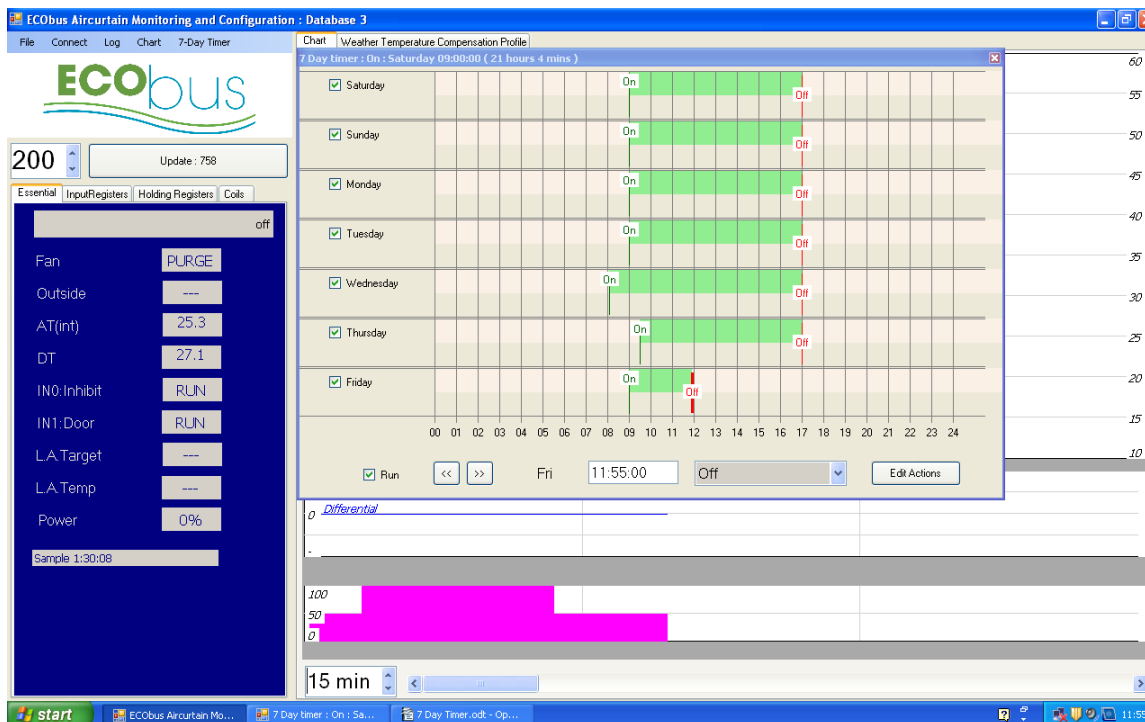 ECObus Aircurtain Monitoring and Configuration : Database 3
File Connect Log Chart 7-Day Timer
ECObus
200
Update : 758
Essential InputRegisters Holding Registers Coils
off
Fan PURGE
Outside ---
AT(int) 25.3
DT 27.1
IN0:Inhibit RUN
IN1:Door RUN
L.A.Target ---
L.A.Temp ---
Power 0%
Sample 1:30:08
Chart Weather Temperature Compensation Profile
7 Day timer : On : Saturday 09:00:00 ( 21 hours 4 mins )
Saturday On Off
Sunday On Off
Monday On Off
Tuesday On Off
Wednesday On Off
Thursday On Off
Friday On Off
00 01 02 03 04 05 06 07 08 09 10 11 12 13 14 15 16 17 18 19 20 21 22 23 24
Run << >> Fri 11:55:00 Off Edit Actions
60
55
50
45
40
35
30
25
20
15
10
0 Differential
-
100
50
0
15 min
start ECObus Aircurtain Mo... 7 Day timer : On : Sa... 7 Day Timer.odt - Op... 11:55